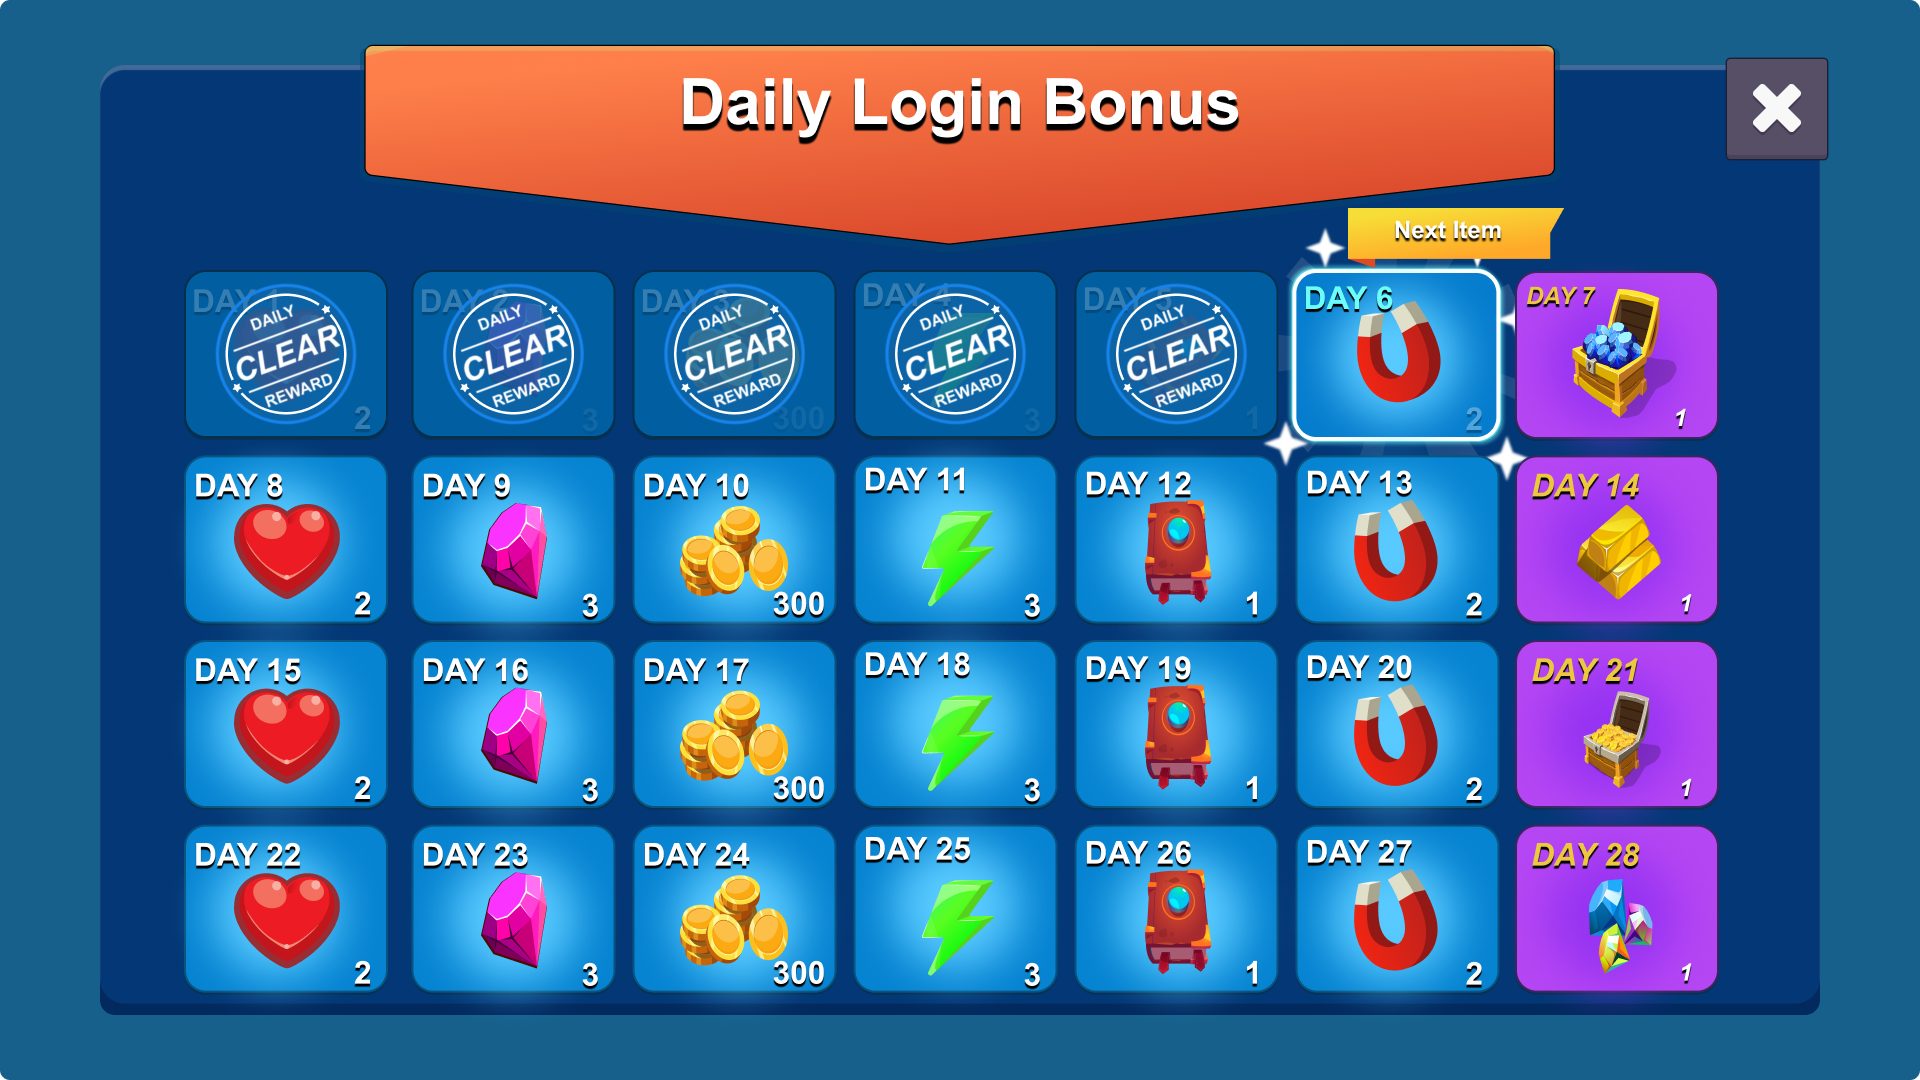 Daily Login Bonus
Next Item
DAY 1
DAILY
CLEAR
REWARD
2
DAY 2
DAILY
CLEAR
REWARD
3
DAY 3
DAILY
CLEAR
REWARD
300
DAY 4
DAILY
CLEAR
REWARD
3
DAY 5
DAILY
CLEAR
REWARD
1
DAY 6
2
DAY 7
1
DAY 8
2
DAY 9
3
DAY 10
300
DAY 11
3
DAY 12
1
DAY 13
2
DAY 14
1
DAY 15
2
DAY 16
3
DAY 17
300
DAY 18
3
DAY 19
1
DAY 20
2
DAY 21
1
DAY 22
2
DAY 23
3
DAY 24
300
DAY 25
3
DAY 26
1
DAY 27
2
DAY 28
1